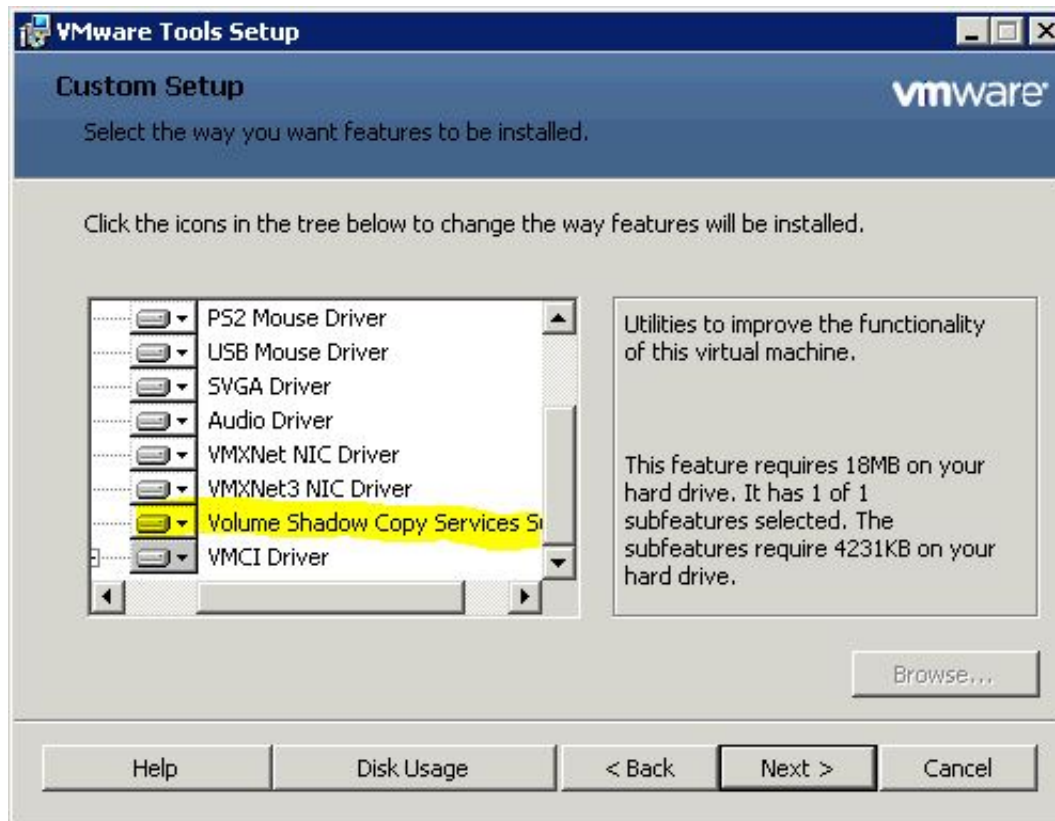 VMware Tools Setup
Custom Setup
vmware
Select the way you want features to be installed.
Click the icons in the tree below to change the way features will be installed.
PS2 Mouse Driver
USB Mouse Driver
SVGA Driver
Audio Driver
VMXNet NIC Driver
VMXNet3 NIC Driver
Volume Shadow Copy Services
VMCI Driver
Utilities to improve the functionality
of this virtual machine.
This feature requires 18MB on your
hard drive. It has 1 of 1
subfeatures selected. The
subfeatures require 4231KB on your
hard drive.
Browse...
Help
Disk Usage
< Back
Next >
Cancel